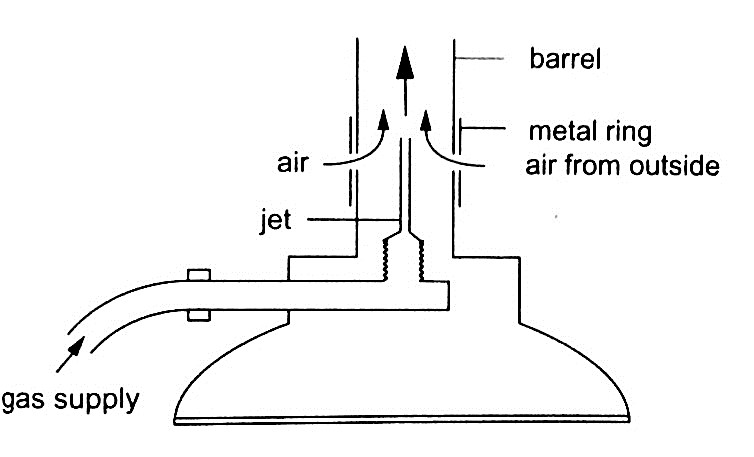 barrel
metal ring
air
air from outside
jet
gas supply